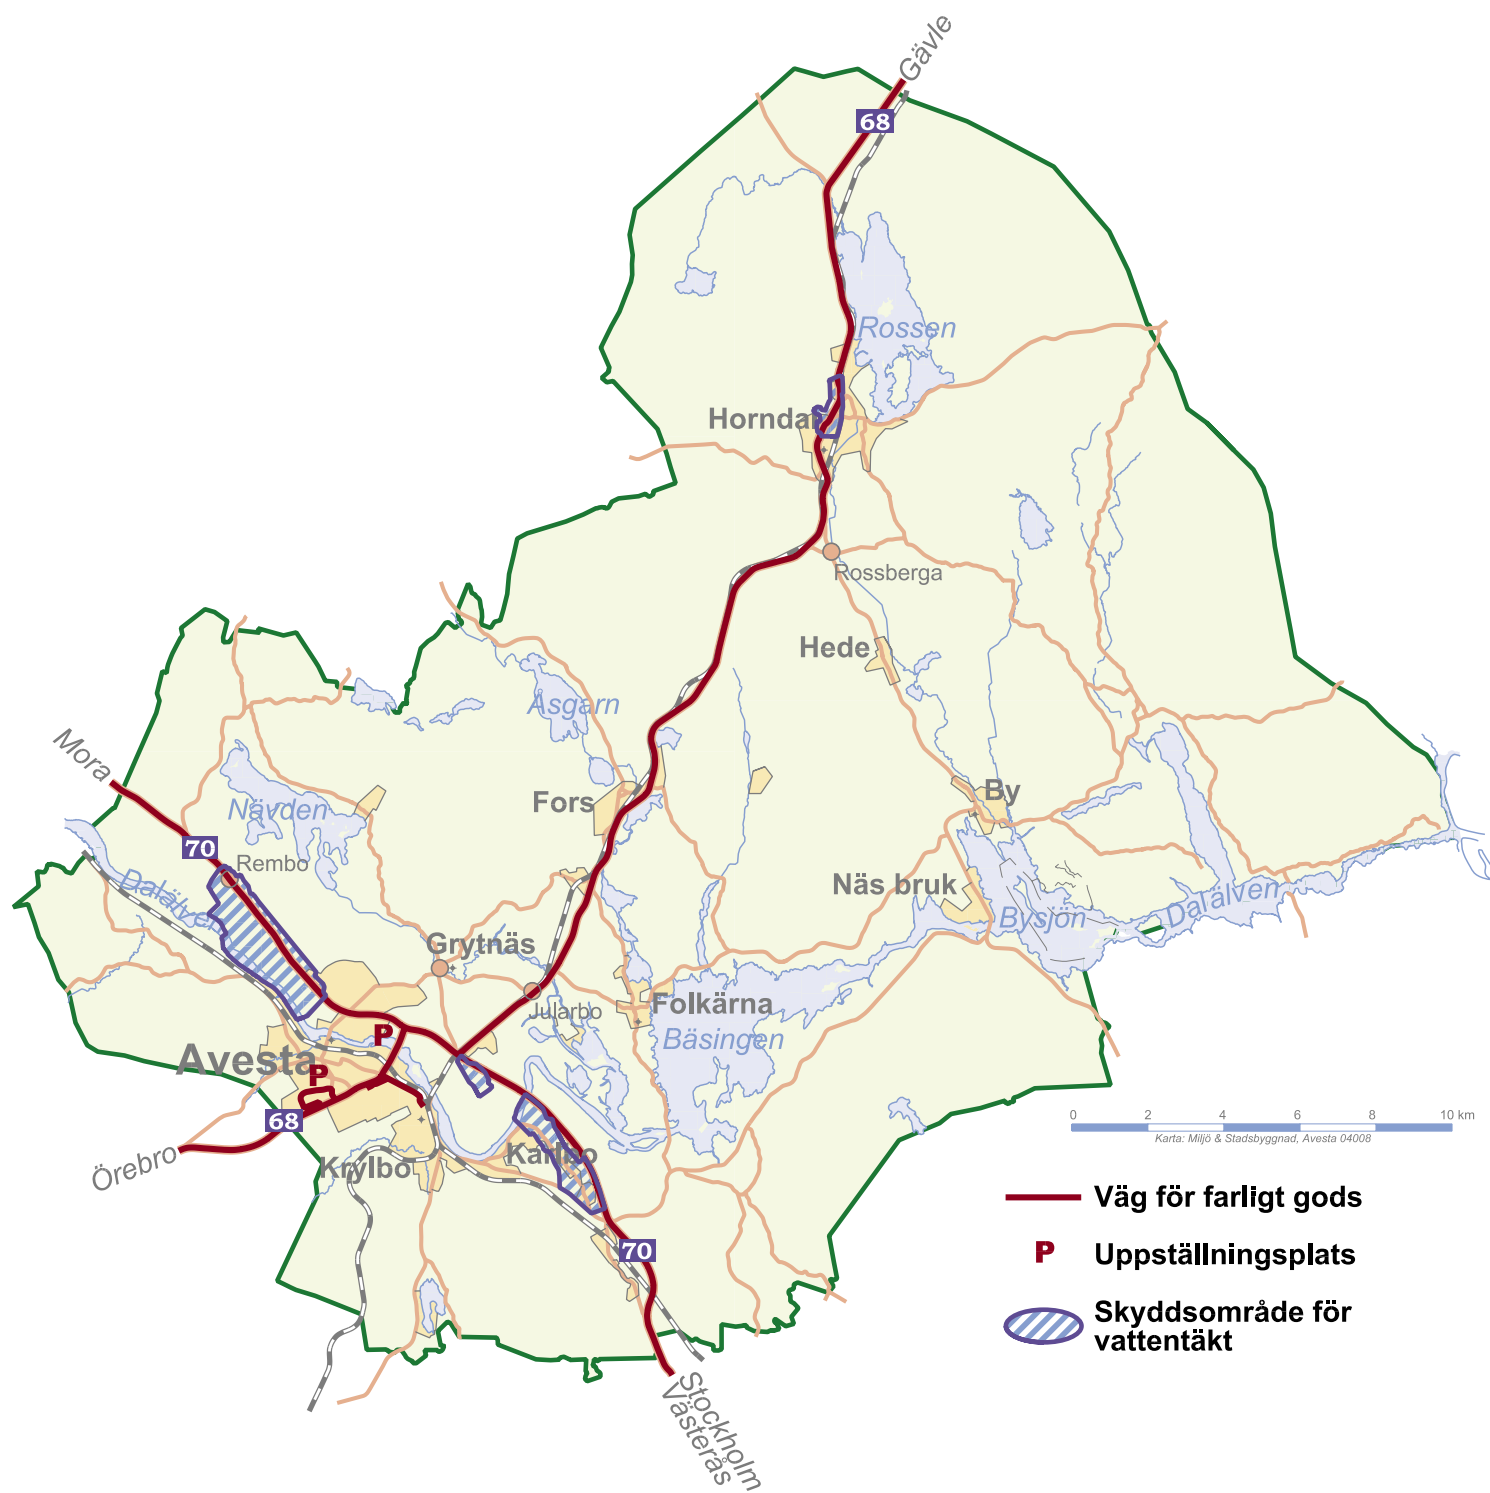 Gävle
68
Rossen
Horndal
Rossberga
Hede
Åsgarn
Mora
Nävden
Fors
By
70
Rembo
Dalälven
Näs bruk
Bysjön
Dalälven
Grytnäs
Jularbo
Folkärna
Bäsingen
P
Avesta
P
68
Örebro
Krylbo
Karlbo
70
Stockholm
Västerås
0 2 4 6 8 10 km
Karta: Miljö & Stadsbyggnad, Avesta 04008
Väg för farligt gods
P Uppställningsplats
Skyddsområde för
vattentäkt